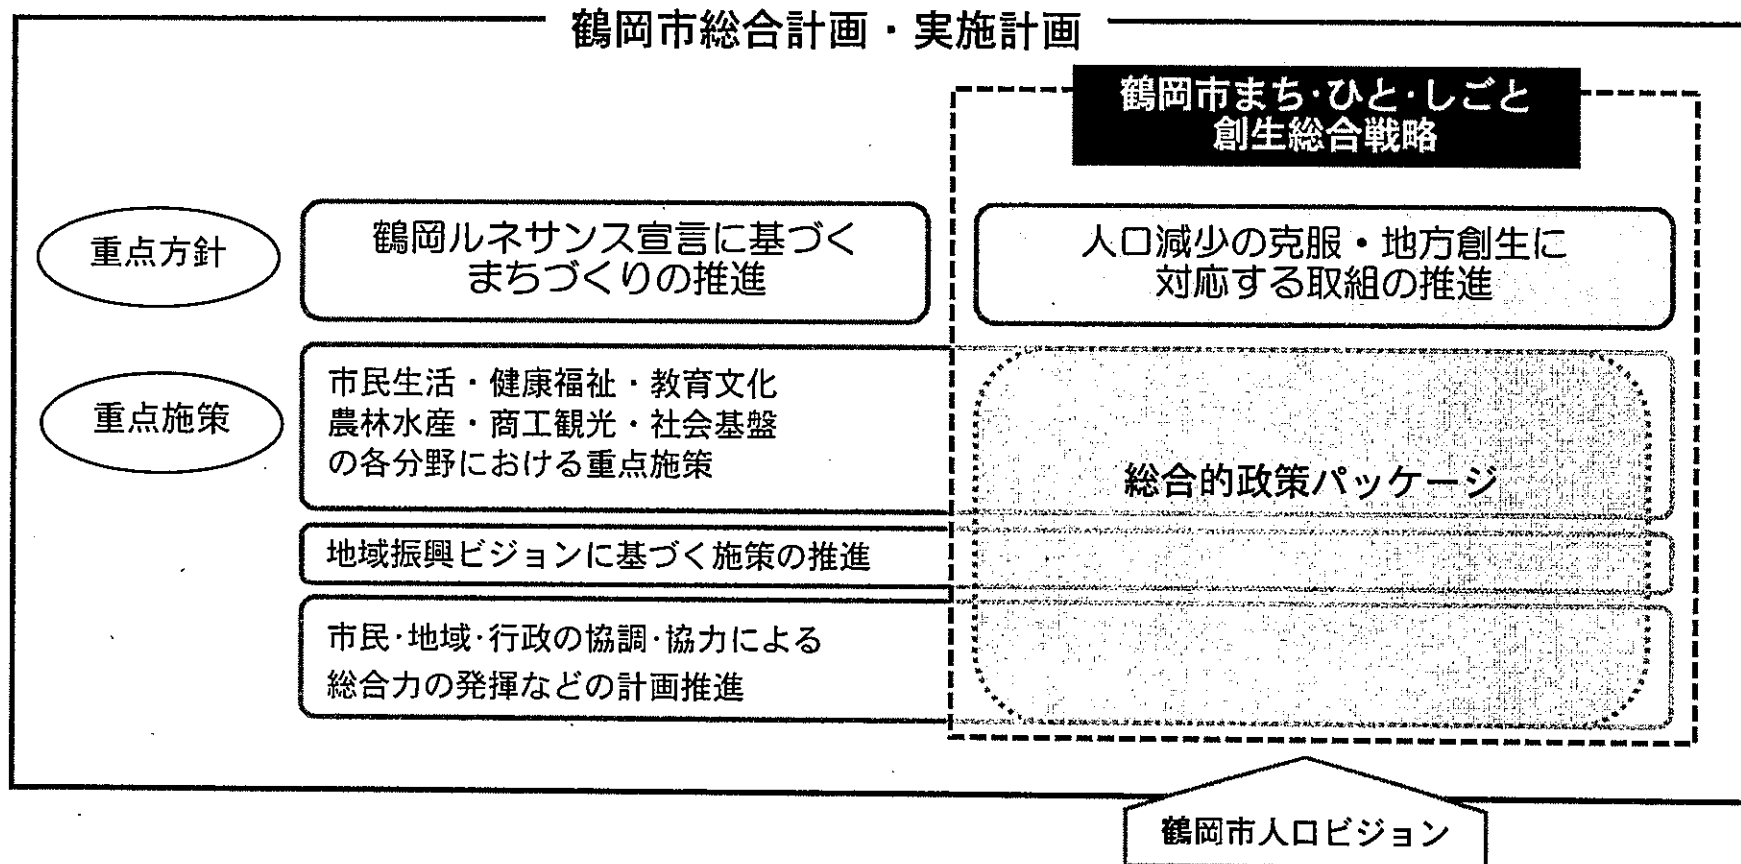 鶴岡市総合計画・実施計画
鶴岡市まち・ひと・しごと
創生総合戦略
重点方針
鶴岡ルネサンス宣言に基づく
まちづくりの推進
人口減少の克服・地方創生に
対応する取組の推進
重点施策
市民生活・健康福祉・教育文化
農林水産・商工観光・社会基盤
の各分野における重点施策
総合的政策パッケージ
地域振興ビジョンに基づく施策の推進
市民・地域・行政の協調・協力による
総合力の発揮などの計画推進
鶴岡市人口ビジョン